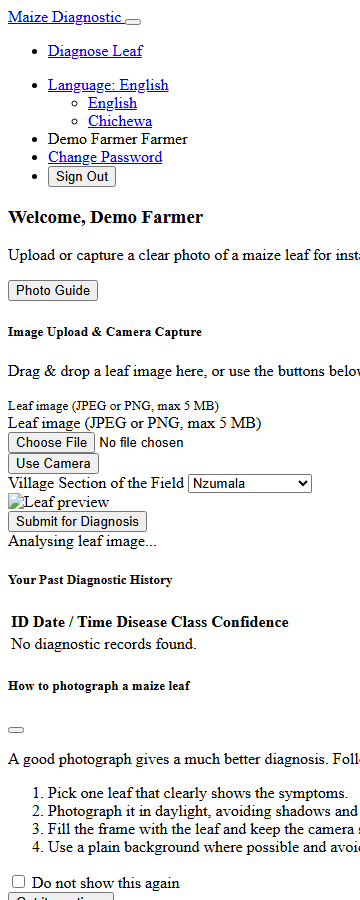 Maize Diagnostic
Diagnose Leaf
Language: English
English
Chichewa
Demo Farmer Farmer
Change Password
Sign Out
Welcome, Demo Farmer
Upload or capture a clear photo of a maize leaf for
Photo Guide
Image Upload & Camera Capture
Drag & drop a leaf image here, or use the buttons
Leaf image (JPEG or PNG, max 5 MB)
Leaf image (JPEG or PNG, max 5 MB)
Choose File No file chosen
Use Camera
Village Section of the Field Nzumala
Leaf preview
Submit for Diagnosis
Analysing leaf image...
Your Past Diagnostic History
ID Date / Time Disease Class Confidence
No diagnostic records found.
How to photograph a maize leaf
A good photograph gives a much better diagnosis.
1. Pick one leaf that clearly shows the symptoms.
2. Photograph it in daylight, avoiding shadows and
3. Fill the frame with the leaf and keep the camera
4. Use a plain background where possible and
Do not show this again